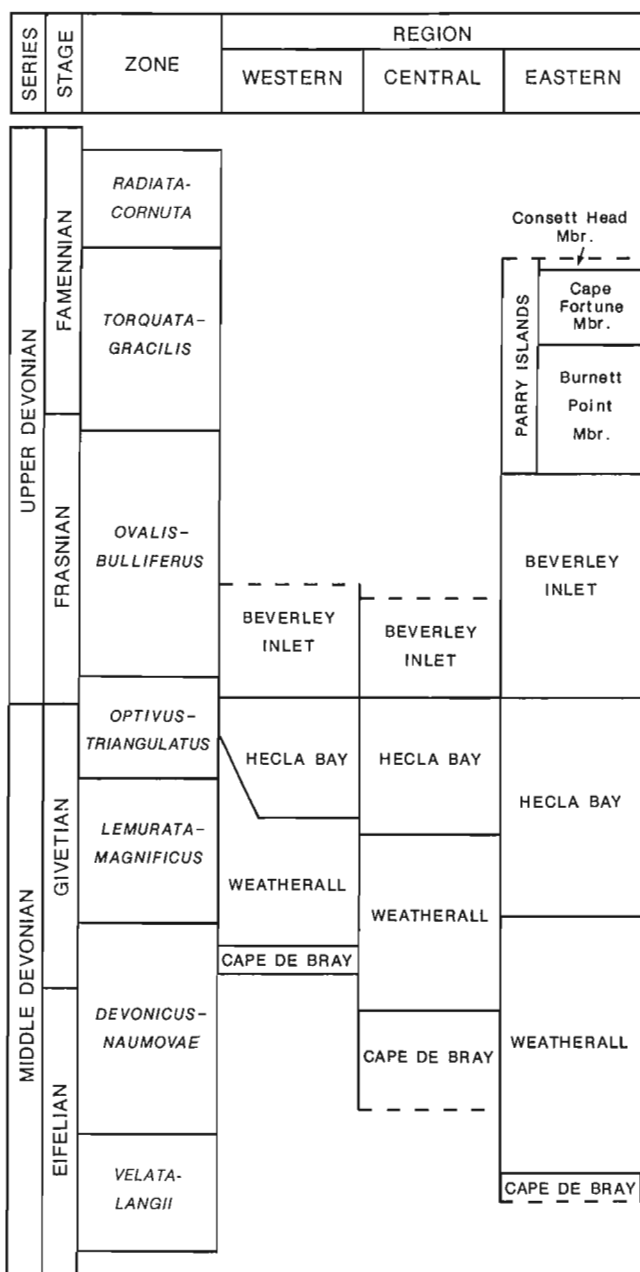 SERIES
STAGE
ZONE
REGION
WESTERN
CENTRAL
EASTERN
UPPER DEVONIAN
MIDDLE DEVONIAN
FAMENNIAN
FRASNIAN
GIVETIAN
EIFELIAN
RADIATA-
CORNUTA
TORQUATA-
GRACILIS
OVALIS-
BULLIFERUS
OPTIVUS-
TRIANGULATUS
LEMURATA-
MAGNIFICUS
DEVONICUS-
NAUMOVAE
VELATA-
LANGII
BEVERLEY
INLET
HECLA BAY
WEATHERALL
CAPE DE BRAY
BEVERLEY
INLET
HECLA BAY
WEATHERALL
CAPE DE BRAY
Consett Head
Mbr.
PARRY ISLANDS
Cape
Fortune
Mbr.
Burnett
Point
Mbr.
BEVERLEY
INLET
HECLA BAY
WEATHERALL
CAPE DE BRAY